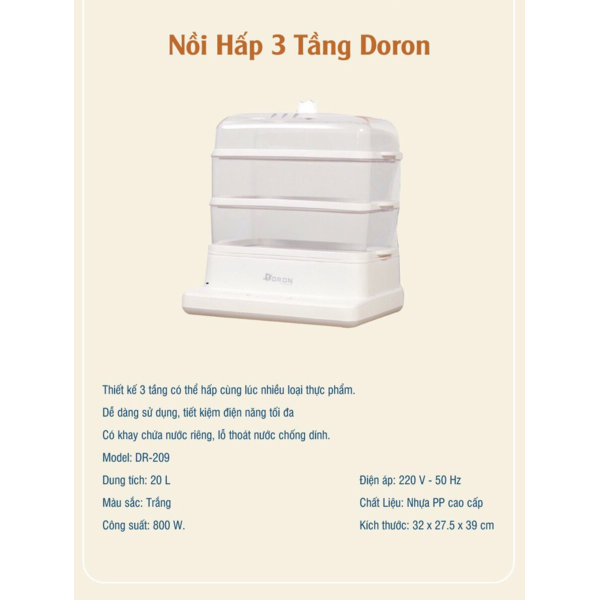 Nồi Hấp 3 Tầng Doron
DORON
Thiết kế 3 tầng có thể hấp cùng lúc nhiều loại thực phẩm.
Dễ dàng sử dụng, tiết kiệm điện năng tối đa
Có khay chứa nước riêng, lỗ thoát nước chống dính.
Model: DR-209
Dung tích: 20 L
Điện áp: 220 V - 50 Hz
Màu sắc: Trắng
Chất Liệu: Nhựa PP cao cấp
Công suất: 800 W.
Kích thước: 32 x 27.5 x 39 cm